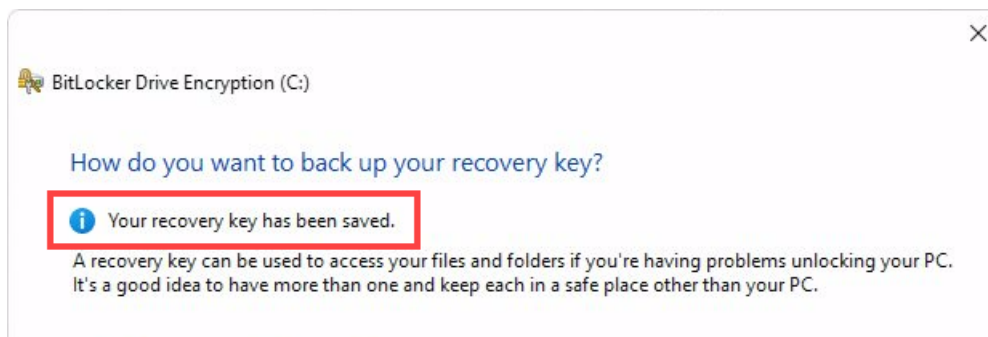 BitLocker Drive Encryption (C:)
How do you want to back up your recovery key?
Your recovery key has been saved.
A recovery key can be used to access your files and folders if you're having problems unlocking your PC.
It's a good idea to have more than one and keep each in a safe place other than your PC.